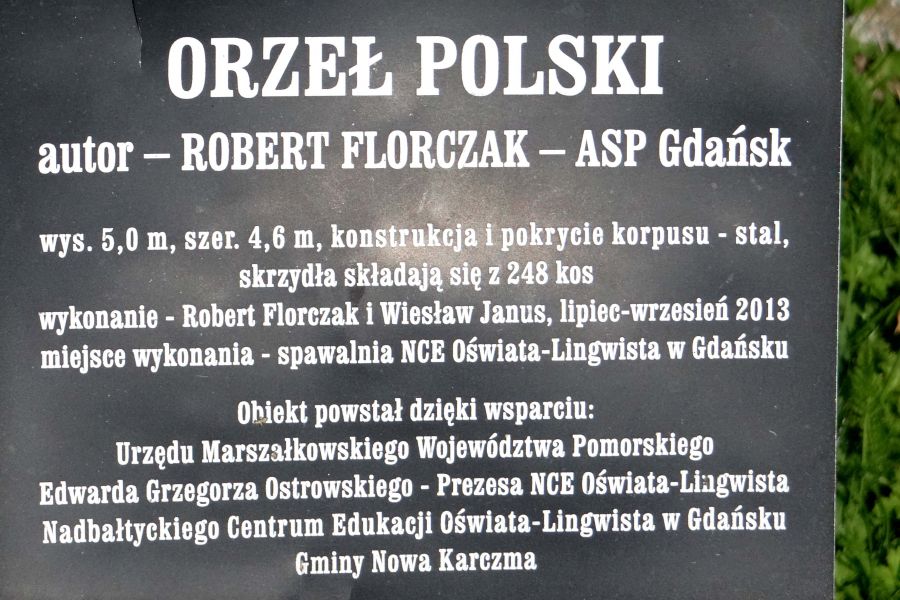 ORZEŁ POLSKI
autor – ROBERT FLORCZAK – ASP Gdańsk
wys. 5,0 m, szer. 4,6 m, konstrukcja i pokrycie korpusu - stal,
skrzydła składają się z 248 kos
wykonanie - Robert Florczak i Wiesław Janus, lipiec-wrzesień 2013
miejsce wykonania - spawalnia NCE Oświata-Lingwista w Gdańsku
Obiekt powstał dzięki wsparciu:
Urzędu Marszałkowskiego Województwa Pomorskiego
Edwarda Grzegorza Ostrowskiego - Prezesa NCE Oświata-Lingwista
Nadbałtyckiego Centrum Edukacji Oświata-Lingwista w Gdańsku
Gminy Nowa Karczma